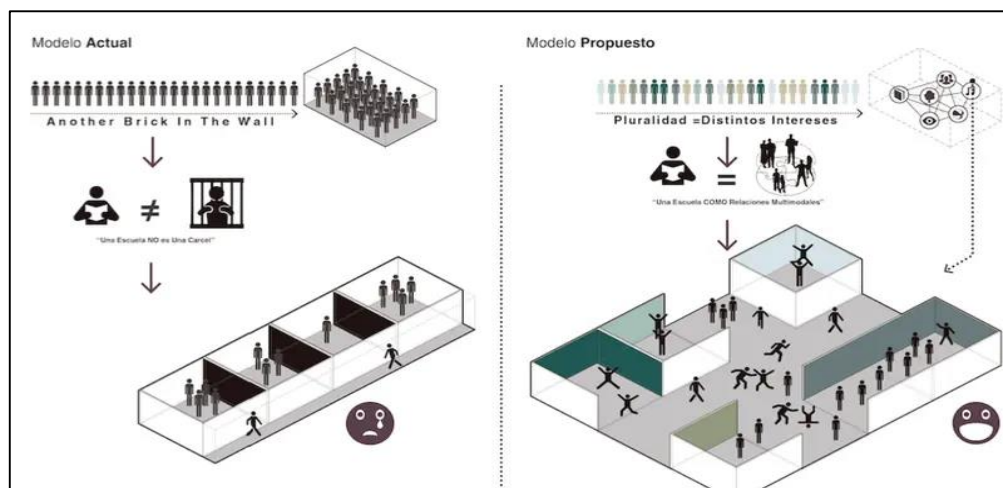 Modelo Actual
Another Brick In The Wall
≠
"Una Escuela NO es Una Carcel"
Modelo Propuesto
Pluralidad =Distintos Intereses
=
"Una Escuela COMO Relaciones Multimodales"